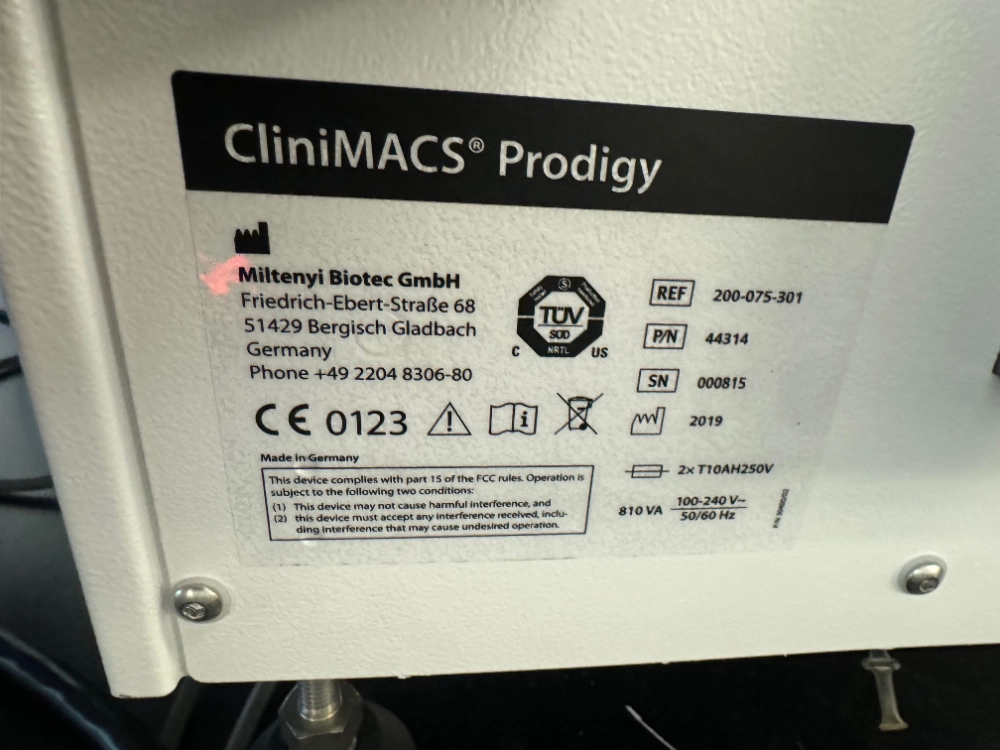 CliniMACS® Prodigy
Miltenyi Biotec GmbH
Friedrich-Ebert-Straße 68
51429 Bergisch Gladbach
Germany
Phone +49 2204 8306-80
TÜV
SÜD
NRTL
C US
REF 200-075-301
P/N 44314
SN 000815
2019
CE 0123
Made in Germany
This device complies with part 15 of the FCC rules. Operation is
subject to the following two conditions:
(1) This device may not cause harmful interference, and
(2) this device must accept any interference received, inclu-
ding interference that may cause undesired operation.
2x T10AH250V
810 VA 100-240 V~
50/60 Hz